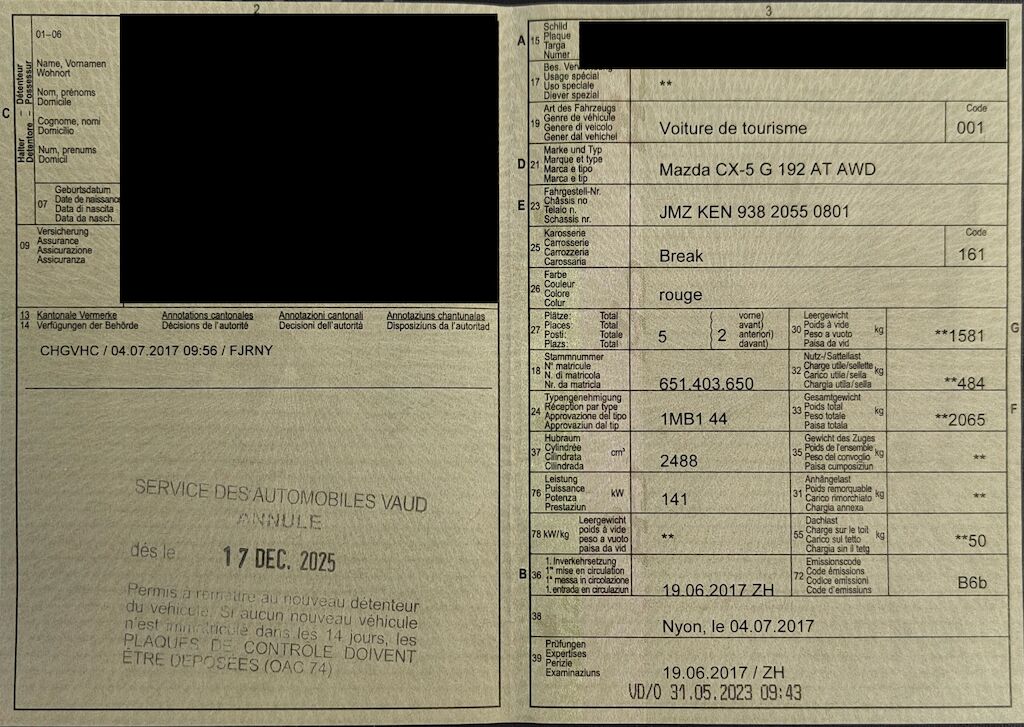 2
01–06
Name, Vornamen
Wohnort
Nom, prénoms
Domicile
Cognome, nomi
Domicilio
Num, prenums
Domicil
C
Halter – Détenteur
Detentore – Possessur
07
Geburtsdatum
Date de naissance
Data di nascita
Data da nasch.
09
Versicherung
Assurance
Assicurazione
Assicuranza
13 Kantonale Vermerke Annotations cantonales Annotazioni cantonali Annotaziuns chantunalas
14 Verfügungen der Behörde Décisions de l'autorité Decisioni dell'autorità Disposiziuns da l'autoritad
CHGVHC / 04.07.2017 09:56 / FJRNY
SERVICE DES AUTOMOBILES VAUD
ANNULE
dés le 17 DEC. 2025
Permis à remettre au nouveau détenteur
du véhicule. Si aucun nouveau véhicule
n'est immatriculé dans les 14 jours, les
PLAQUES DE CONTROLE DOIVENT
ÊTRE DEPOSÉES (OAC 74)
3
A 15
Schild
Plaque
Targa
Numer
17
Bes.
Usage spécial
Uso speciale
Diever spezial
**
19
Art des Fahrzeugs
Genre de véhicule
Genere di veicolo
Gener dal vehichel
Voiture de tourisme
Code
001
D 21
Marke und Typ
Marque et type
Marca e tipo
Marca e tip
Mazda CX-5 G 192 AT AWD
E 23
Fahrgestell-Nr.
Châssis no
Telaio n.
Schassis nr.
JMZ KEN 938 2055 0801
25
Karosserie
Carrosserie
Carrozzeria
Carossaria
Break
Code
161
26
Farbe
Couleur
Colore
Colur
rouge
27
Plätze: Total
Places: Total
Posti: Totale
Plazs: Total
5
2
vorne)
avant)
anteriori)
davant)
30
Leergewicht
Poids à vide
Peso a vuoto
Paisa da vid
kg
**1581
G
18
Stammnummer
N° matricule
N. di matricola
Nr. da matricla
651.403.650
32
Nutz-/Sattellast
Charge utile/sellette
Carico utile/sella
Chargia utila/sella
kg
**484
24
Typengenehmigung
Réception par type
Approvazione del tipo
Approvaziun dal tip
1MB1 44
33
Gesamtgewicht
Poids total
Peso totale
Paisa totala
kg
**2065
F
37
Hubraum
Cylindrée
Cilindrata
Cilindrada
cm³
2488
35
Gewicht des Zuges
Poids de l'ensemble
Peso del convoglio
Paisa cumposiziun
kg
**
76
Leistung
Puissance
Potenza
Prestaziun
kW
141
31
Anhängelast
Poids remorquable
Carico rimorchiato
Chargia annexa
kg
**
78 kW/kg
Leergewicht
poids à vide
peso a vuoto
paisa da vid
**
55
Dachlast
Charge sur le toit
Carico sul tetto
Chargia sin il tetg
kg
**50
B 36
1. Inverkehrsetzung
1re mise en circulation
1a messa in circolazione
1. entrada en circulaziun
19.06.2017 ZH
72
Emissionscode
Code émissions
Codice emissioni
Code d'emissiuns
B6b
38
Nyon, le 04.07.2017
39
Prüfungen
Expertises
Perizie
Examinaziuns
19.06.2017 / ZH
VD/0 31.05.2023 09:43